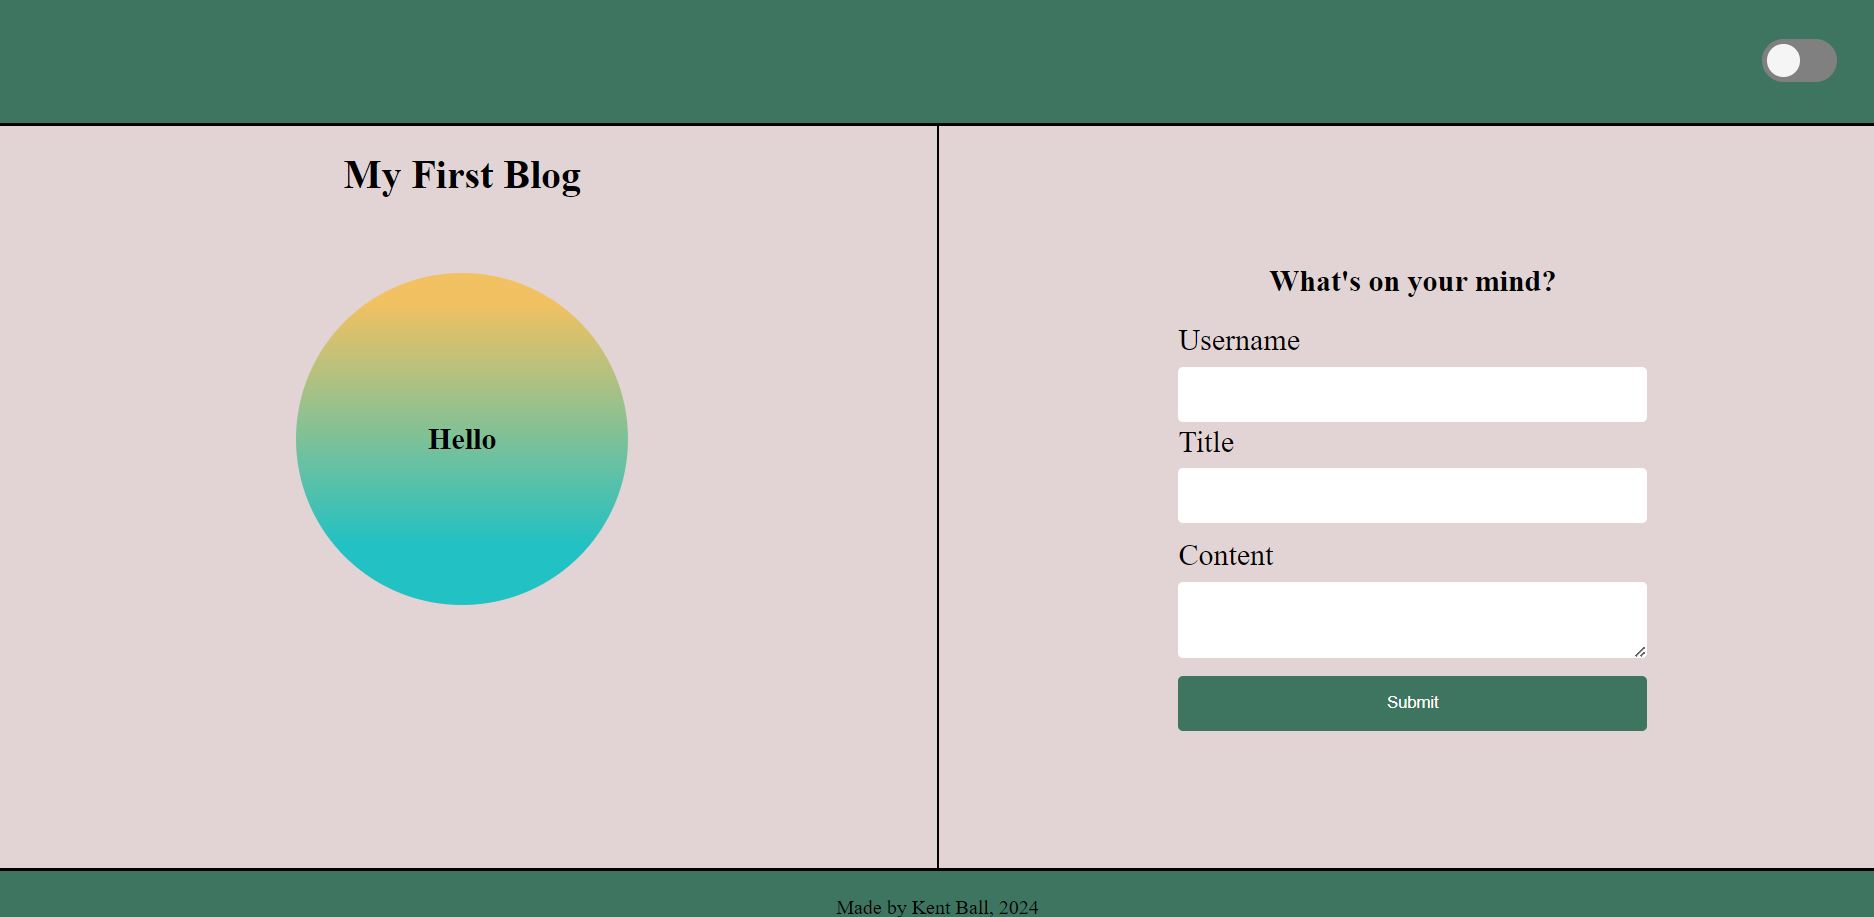 My First Blog
Hello
What's on your mind?
Username
Title
Content
Submit
Made by Kent Ball, 2024